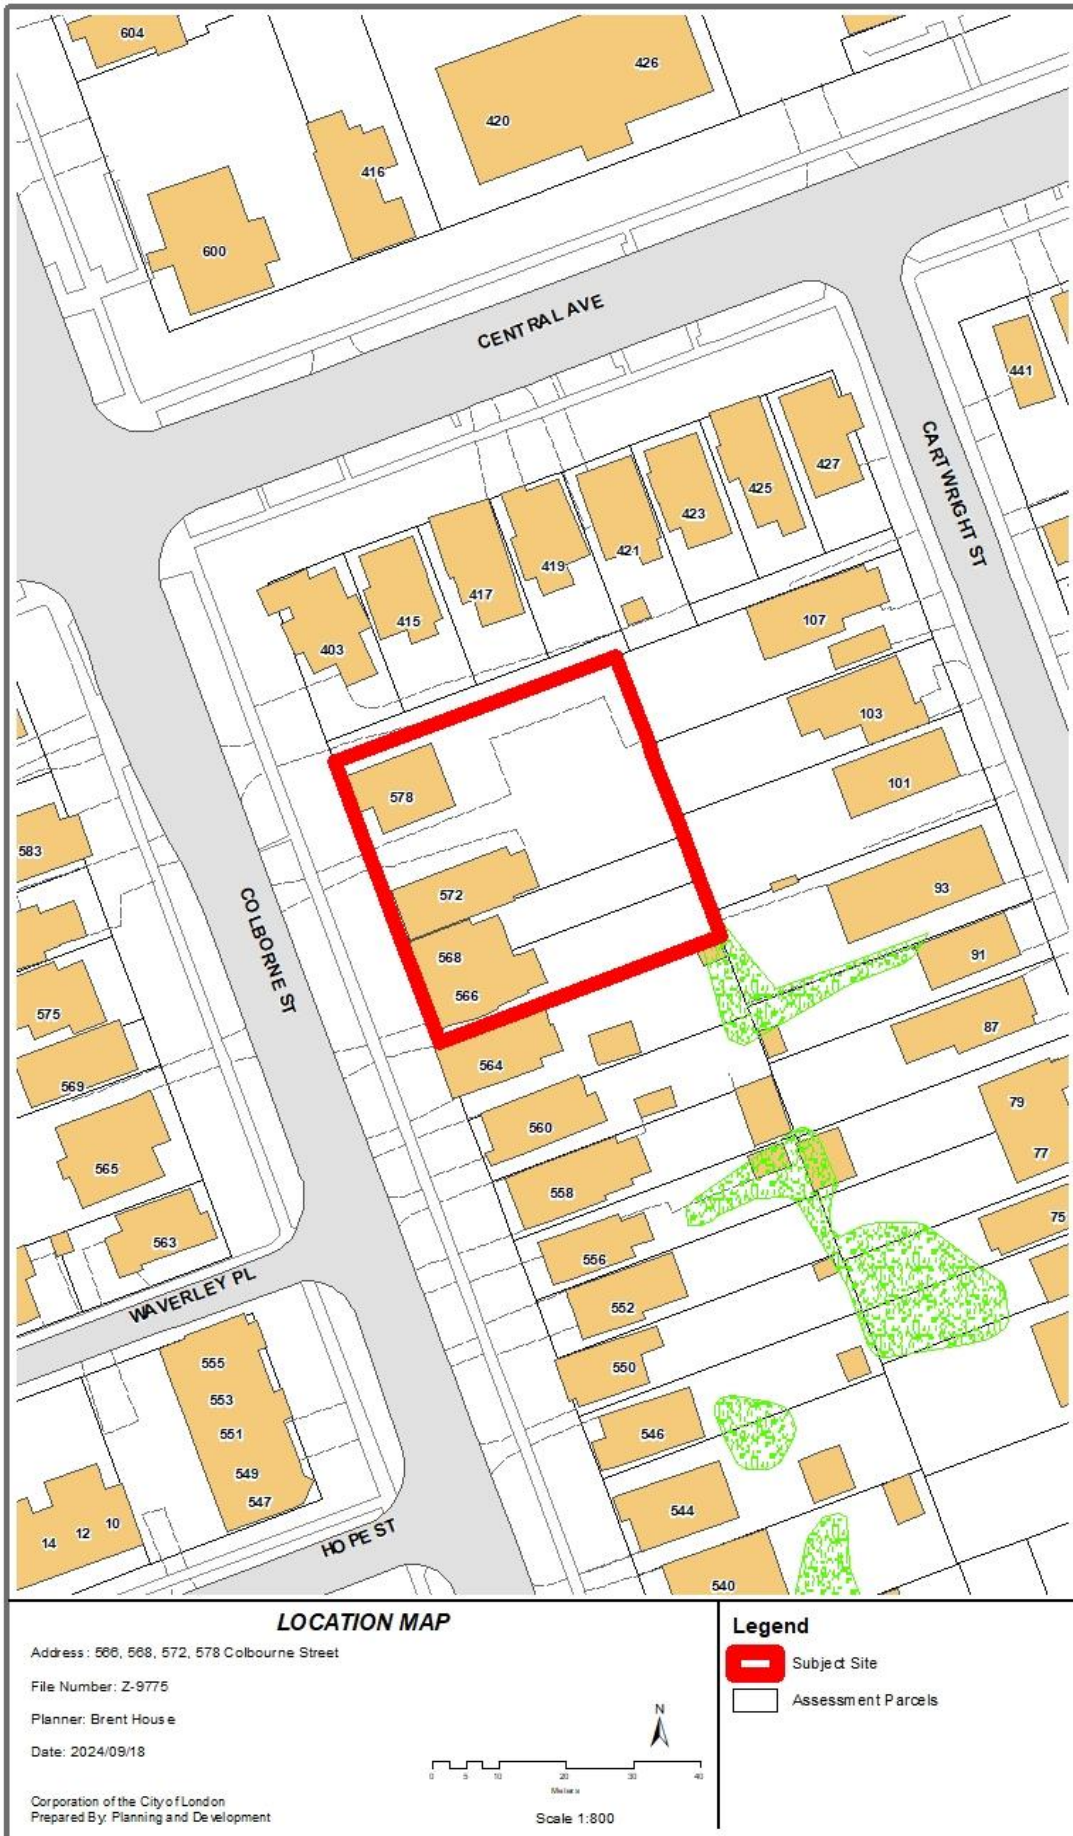 604
426
420
416
600
CENTRAL AVE
441
CARTWRIGHT ST
427
425
423
421
419
417
415
403
107
103
101
578
572
568
566
93
91
87
583
575
569
565
563
COLBORNE ST
564
560
558
556
552
550
546
544
540
79
77
75
WAVERLEY PL
555
553
551
549
547
14
12
10
HOPE ST
LOCATION MAP
Address: 566, 568, 572, 578 Colbourne Street
File Number: Z-9775
Planner: Brent House
Date: 2024/09/18
Corporation of the City of London
Prepared By: Planning and Development
N
0 5 10 20 30 40
Meters
Scale 1:800
Legend
Subject Site
Assessment Parcels